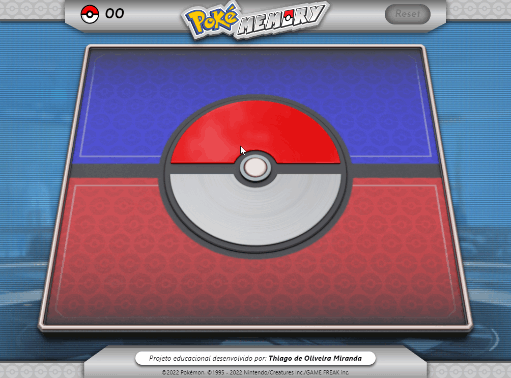 00
Poké
MEMORY
Reset
Projeto educacional desenvolvido por: Thiago de Oliveira Miranda
©2022 Pokémon. ©1995 - 2022 Nintendo/Creatures Inc./GAME FREAK Inc.